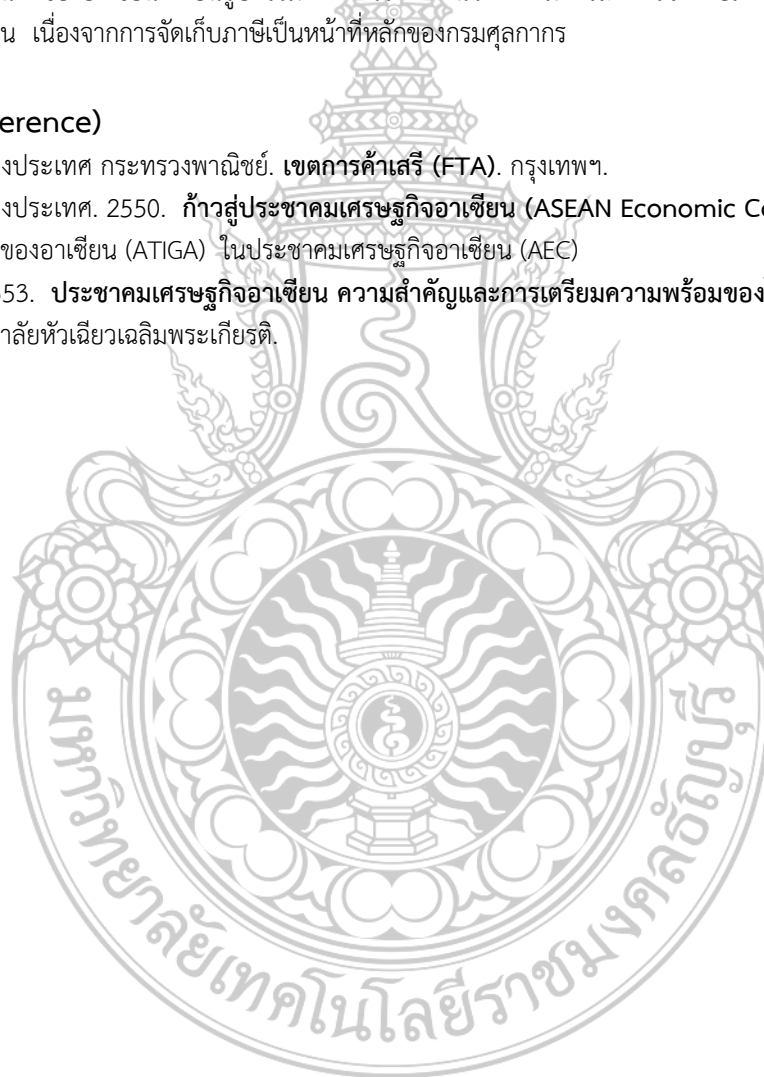 น เนื่องจากการจัดเก็บภาษีเป็นหน้าที่หลักของกรมศุลกากร
erence)
งประเทศ กระทรวงพาณิชย์. เขตการค้าเสรี (FTA). กรุงเทพฯ.
งประเทศ. 2550. ก้าวสู่ประชาคมเศรษฐกิจอาเซียน (ASEAN Economic Co
ของอาเซียน (ATIGA) ในประชาคมเศรษฐกิจอาเซียน (AEC)
553. ประชาคมเศรษฐกิจอาเซียน ความสำคัญและการเตรียมความพร้อมของ
าลัยหัวเฉียวเฉลิมพระเกียรติ.
มหาวิทยาลัยเทคโนโลยีราชมงคลธัญบุรี